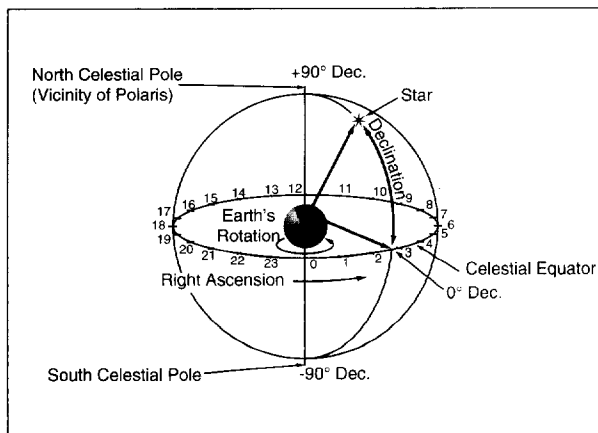 North Celestial Pole
(Vicinity of Polaris)
+90° Dec.
Star
Declination
17 16 15 14 13 12 11 10 9 8 7
18 6
19 5
20 21 22 23 0 1 2 3 4
Earth's
Rotation
Right Ascension
Celestial Equator
0° Dec.
South Celestial Pole
-90° Dec.